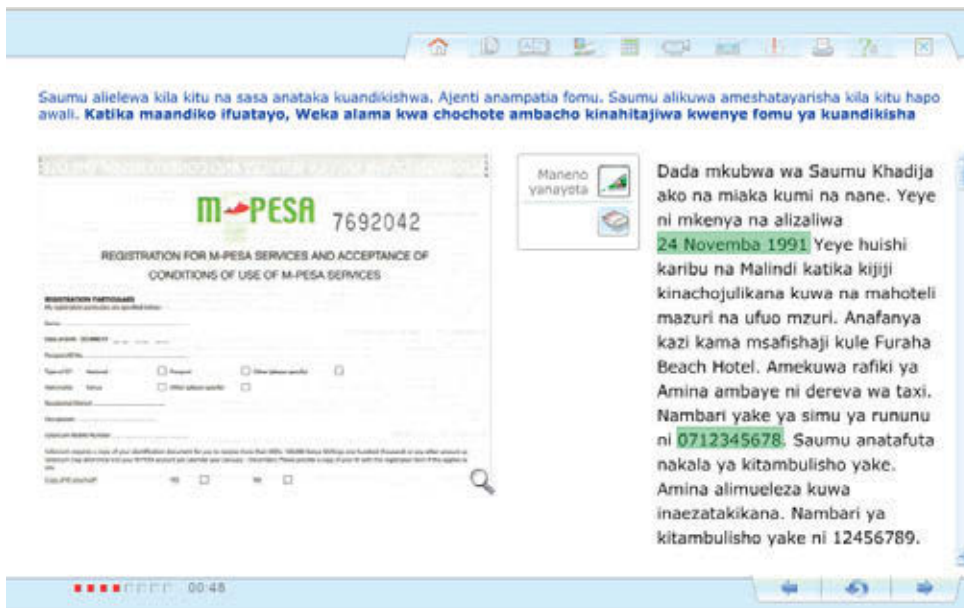 Saumu alielewa kila kitu na sasa anataka kuandikishwa. Ajenti anampatia fomu. Saumu alikuwa ameshatayarisha kila kitu hapo
awali. Katika maandiko ifuatayo, Weka alama kwa chochote ambacho kinahitajiwa kwenye fomu ya kuandikisha
M-PESA
7692042
REGISTRATION FOR M-PESA SERVICES AND ACCEPTANCE OF
CONDITIONS OF USE OF M-PESA SERVICES
REGISTRATION PARTICULARS
Maneno
yanayota
Dada mkubwa wa Saumu Khadija
ako na miaka kumi na nane. Yeye
ni mkenya na alizaliwa
24 Novemba 1991 Yeye huishi
karibu na Malindi katika kijiji
kinachojulikana kuwa na mahoteli
mazuri na ufuo mzuri. Anafanya
kazi kama msafishaji kule Furaha
Beach Hotel. Amekuwa rafiki ya
Amina ambaye ni dereva wa taxi.
Nambari yake ya simu ya rununu
ni 0712345678. Saumu anatafuta
nakala ya kitambulisho yake.
Amina alimueleza kuwa
inaezatakikana. Nambari ya
kitambulisho yake ni 12456789.
00:48